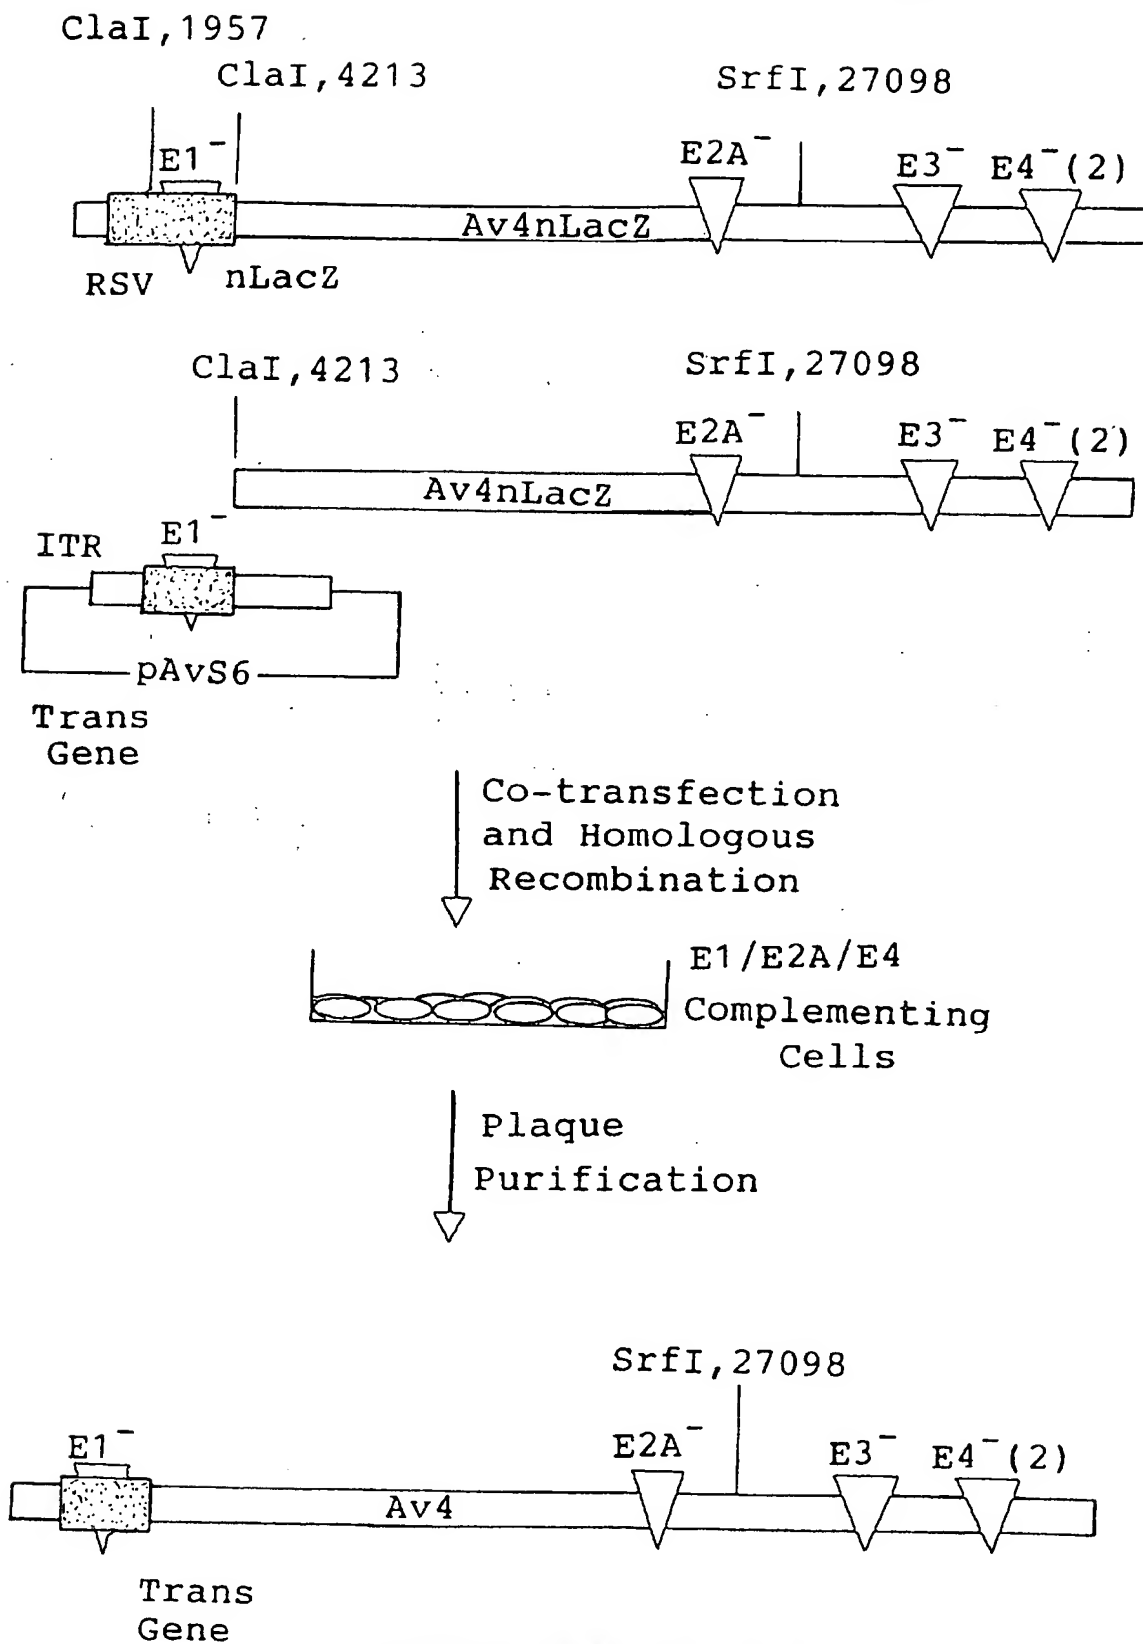 ClaI,1957
ClaI,4213
SrfI,27098
E1⁻
E2A⁻
E3⁻
E4⁻(2)
Av4nLacZ
RSV
nLacZ
ClaI,4213
SrfI,27098
E2A⁻
E3⁻
E4⁻(2)
Av4nLacZ
ITR
E1⁻
pAvS6
Trans
Gene
Co-transfection
and Homologous
Recombination
E1/E2A/E4
Complementing
Cells
Plaque
Purification
SrfI,27098
E1⁻
E2A⁻
E3⁻
E4⁻(2)
Av4
Trans
Gene